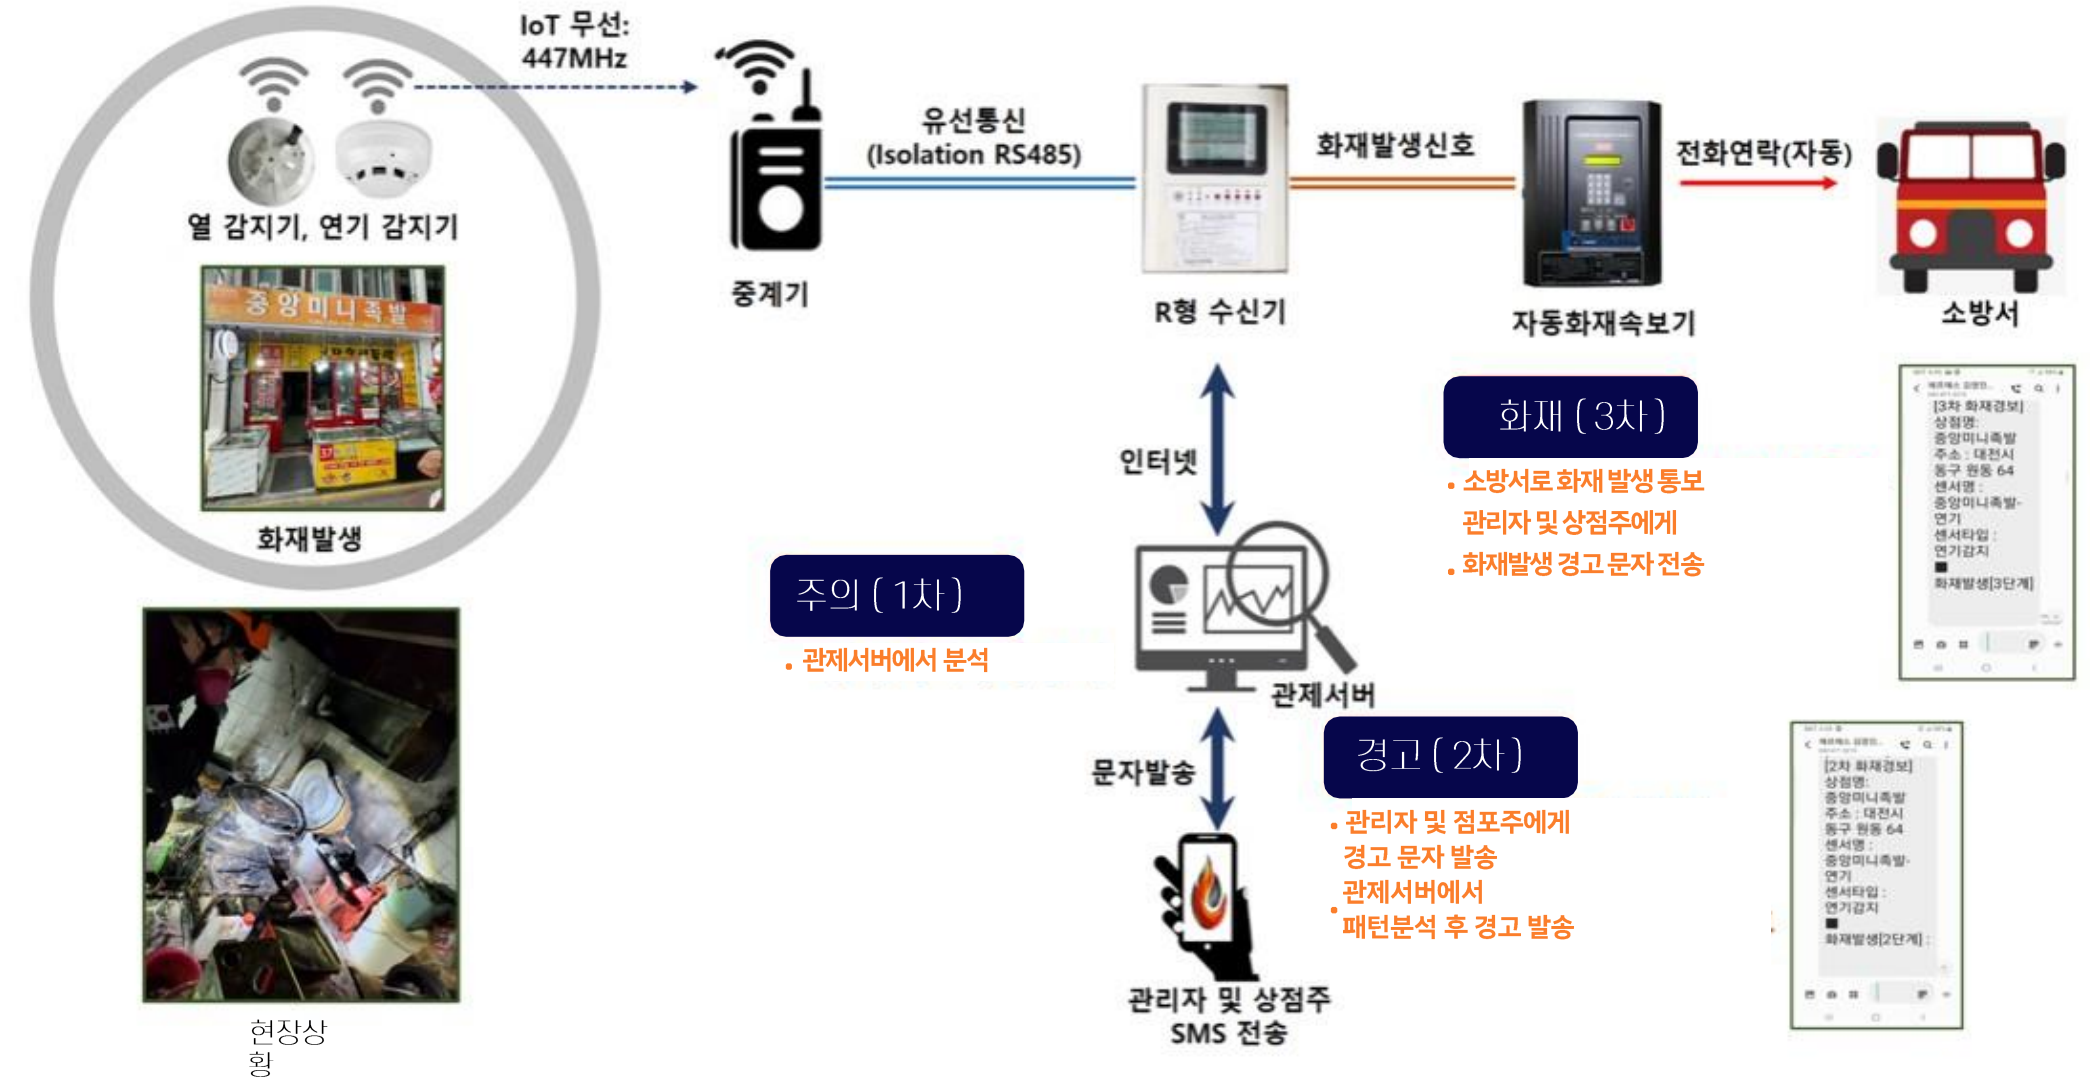 IoT 무선:
447MHz
열 감지기, 연기 감지기
중앙미니족발
화재발생
현장상
황
중계기
유선통신
(Isolation RS485)
R형 수신기
화재발생신호
자동화재속보기
전화연락(자동)
소방서
인터넷
관제서버
문자발송
관리자 및 상점주
SMS 전송
주의 ( 1차 )
• 관제서버에서 분석
경고 ( 2차 )
• 관리자 및 점포주에게
경고 문자 발송
• 관제서버에서
패턴분석 후 경고 발송
화재 ( 3차 )
• 소방서로 화재 발생 통보
관리자 및 상점주에게
• 화재발생 경고 문자 전송
[3차 화재경보]
상점명:
중앙미니족발
주소 : 대전시
동구 원동 64
센서명 :
중앙미니족발-
연기
센서타입 :
연기감지
■
화재발생[3단계]
[2차 화재경보]
상점명:
중앙미니족발
주소 : 대전시
동구 원동 64
센서명 :
중앙미니족발-
연기
센서타입 :
연기감지
■
화재발생[2단계] :